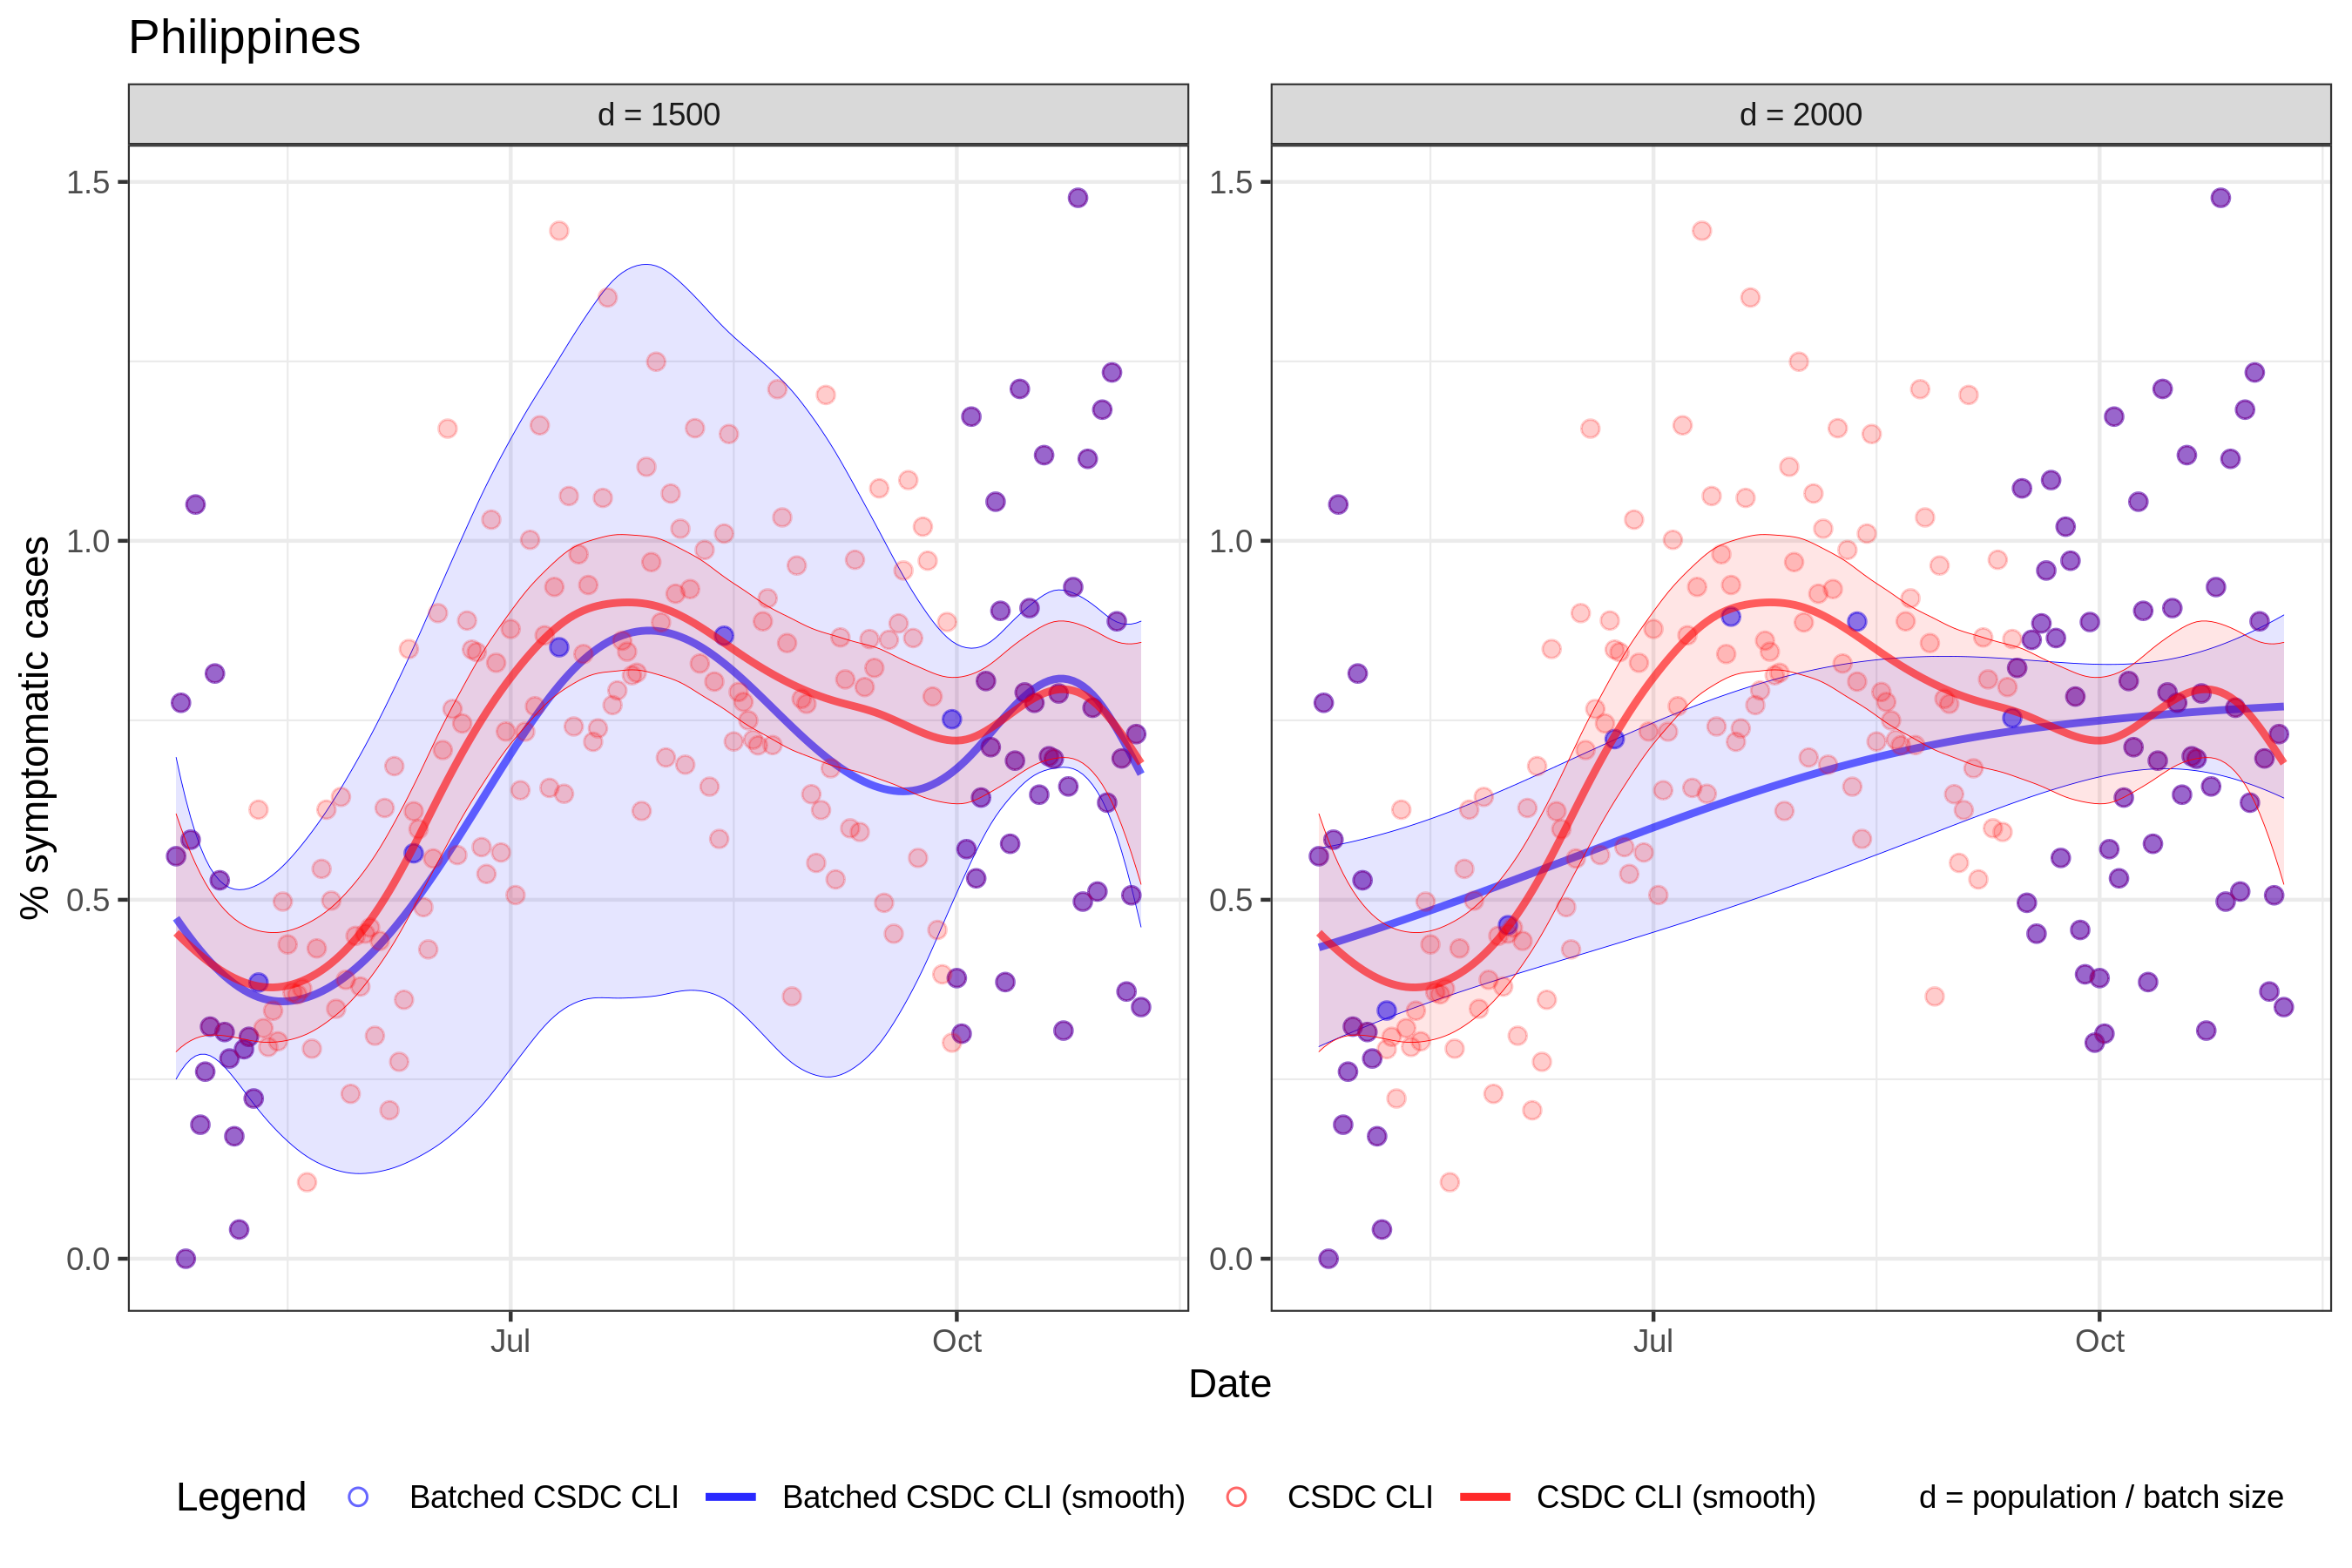 Philippines
d = 1500
d = 2000
% symptomatic cases
1.5
1.0
0.5
0.0
1.5
1.0
0.5
0.0
Jul
Oct
Jul
Oct
Date
Legend Batched CSDC CLI Batched CSDC CLI (smooth) CSDC CLI CSDC CLI (smooth) d = population / batch size